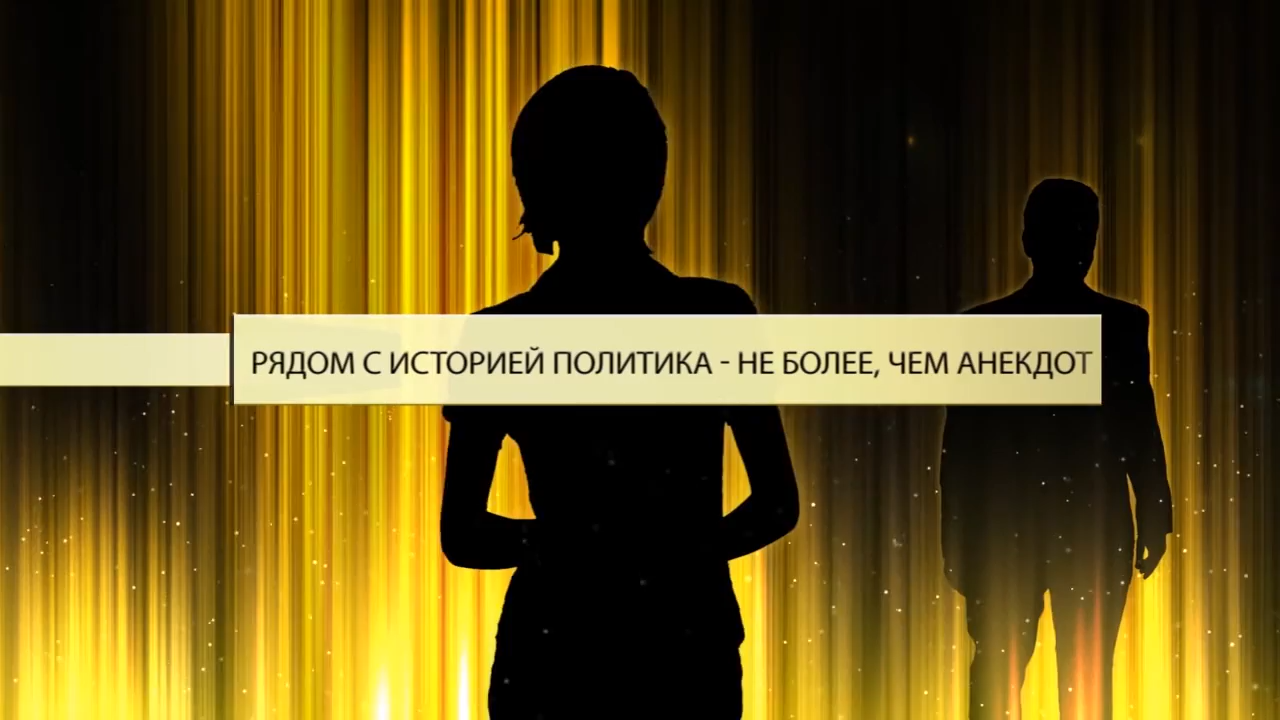 РЯДОМ С ИСТОРИЕЙ ПОЛИТИКА - НЕ БОЛЕЕ, ЧЕМ АНЕКДОТ